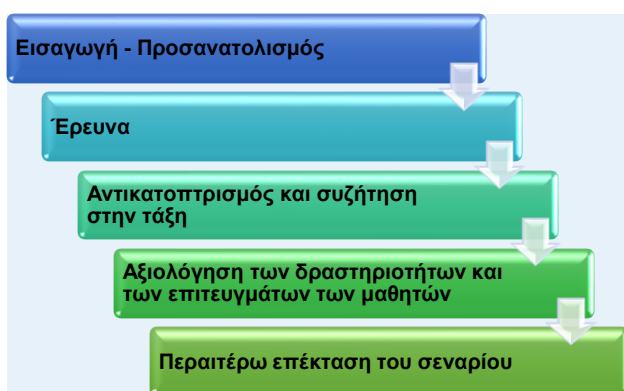 Εισαγωγή - Προσανατολισμός
Έρευνα
Αντικατοπτρισμός και συζήτηση
στην τάξη
Αξιολόγηση των δραστηριοτήτων και
των επιτευγμάτων των μαθητών
Περαιτέρω επέκταση του σεναρίου